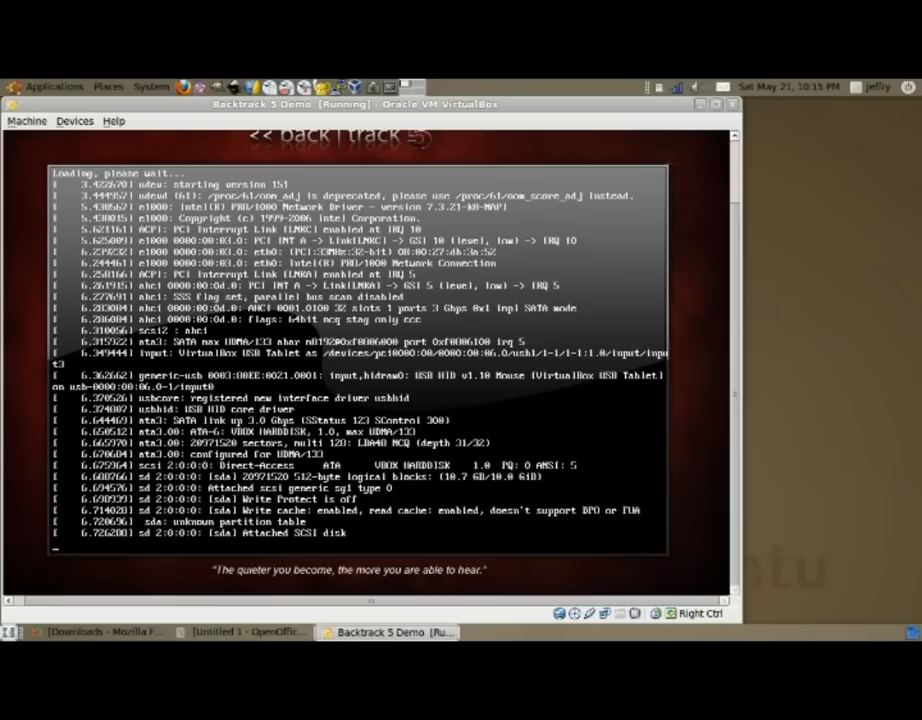 Applications Places System
Sat May 21, 10:15 PM jeffry
Backtrack 5 Demo [Running] - Oracle VM VirtualBox
Machine Devices Help
<< back|track 5
Loading, please wait...
[ 3.422670] udev: starting version 151
[ 3.444957] udevd (61): /proc/61/oom_adj is deprecated, please use /proc/61/oom_score_adj instead.
[ 5.430567] e1000: Intel(R) PRO/1000 Network Driver - version 7.3.21-k8-NAPI
[ 5.430015] e1000: Copyright (c) 1999-2006 Intel Corporation.
[ 5.621161] ACPI: PCI Interrupt Link [LNKC] enabled at IRQ 10
[ 5.625009] e1000 0000:00:03.0: PCI INT A -> Link[LNKC] -> GSI 10 (level, low) -> IRQ 10
[ 6.239232] e1000 0000:00:03.0: eth0: (PCI:33MHz:32-bit) 08:00:27:db:3a:52
[ 6.244461] e1000 0000:00:03.0: eth0: Intel(R) PRO/1000 Network Connection
[ 6.258166] ACPI: PCI Interrupt Link [LNKA] enabled at IRQ 5
[ 6.261915] ahci 0000:00:0d.0: PCI INT A -> Link[LNKA] -> GSI 5 (level, low) -> IRQ 5
[ 6.277691] ahci: SSS flag set, parallel bus scan disabled
[ 6.283084] ahci 0000:00:0d.0: AHCI 0001.0100 32 slots 1 ports 3 Gbps 0x1 impl SATA mode
[ 6.286084] ahci 0000:00:0d.0: flags: 64bit ncq stag only ccc
[ 6.310056] scsi2 : ahci
[ 6.315922] ata3: SATA max UDMA/133 abar m8192@0xf0806000 port 0xf0806100 irq 5
[ 6.349444] input: VirtualBox USB Tablet as /devices/pci0000:00/0000:00:06.0/usb1/1-1/1-1:1.0/input/inpu
t3
[ 6.362662] generic-usb 0003:80EE:0021.0001: input,hidraw0: USB HID v1.10 Mouse [VirtualBox USB Tablet]
on usb-0000:00:06.0-1/input0
[ 6.370526] usbcore: registered new interface driver usbhid
[ 6.374007] usbhid: USB HID core driver
[ 6.644469] ata3: SATA link up 3.0 Gbps (SStatus 123 SControl 300)
[ 6.650512] ata3.00: ATA-6: VBOX HARDDISK, 1.0, max UDMA/133
[ 6.665970] ata3.00: 20971520 sectors, multi 128: LBA48 NCQ (depth 31/32)
[ 6.670604] ata3.00: configured for UDMA/133
[ 6.675964] scsi 2:0:0:0: Direct-Access ATA VBOX HARDDISK 1.0 PQ: 0 ANSI: 5
[ 6.688766] sd 2:0:0:0: [sda] 20971520 512-byte logical blocks: (10.7 GB/10.0 GiB)
[ 6.694576] sd 2:0:0:0: Attached scsi generic sg1 type 0
[ 6.698939] sd 2:0:0:0: [sda] Write Protect is off
[ 6.714028] sd 2:0:0:0: [sda] Write cache: enabled, read cache: enabled, doesn't support DPO or FUA
[ 6.720696] sda: unknown partition table
[ 6.726280] sd 2:0:0:0: [sda] Attached SCSI disk
"The quieter you become, the more you are able to hear."
Right Ctrl
[Downloads - Mozilla F... [Untitled 1 - OpenOffic... Backtrack 5 Demo [Ru...